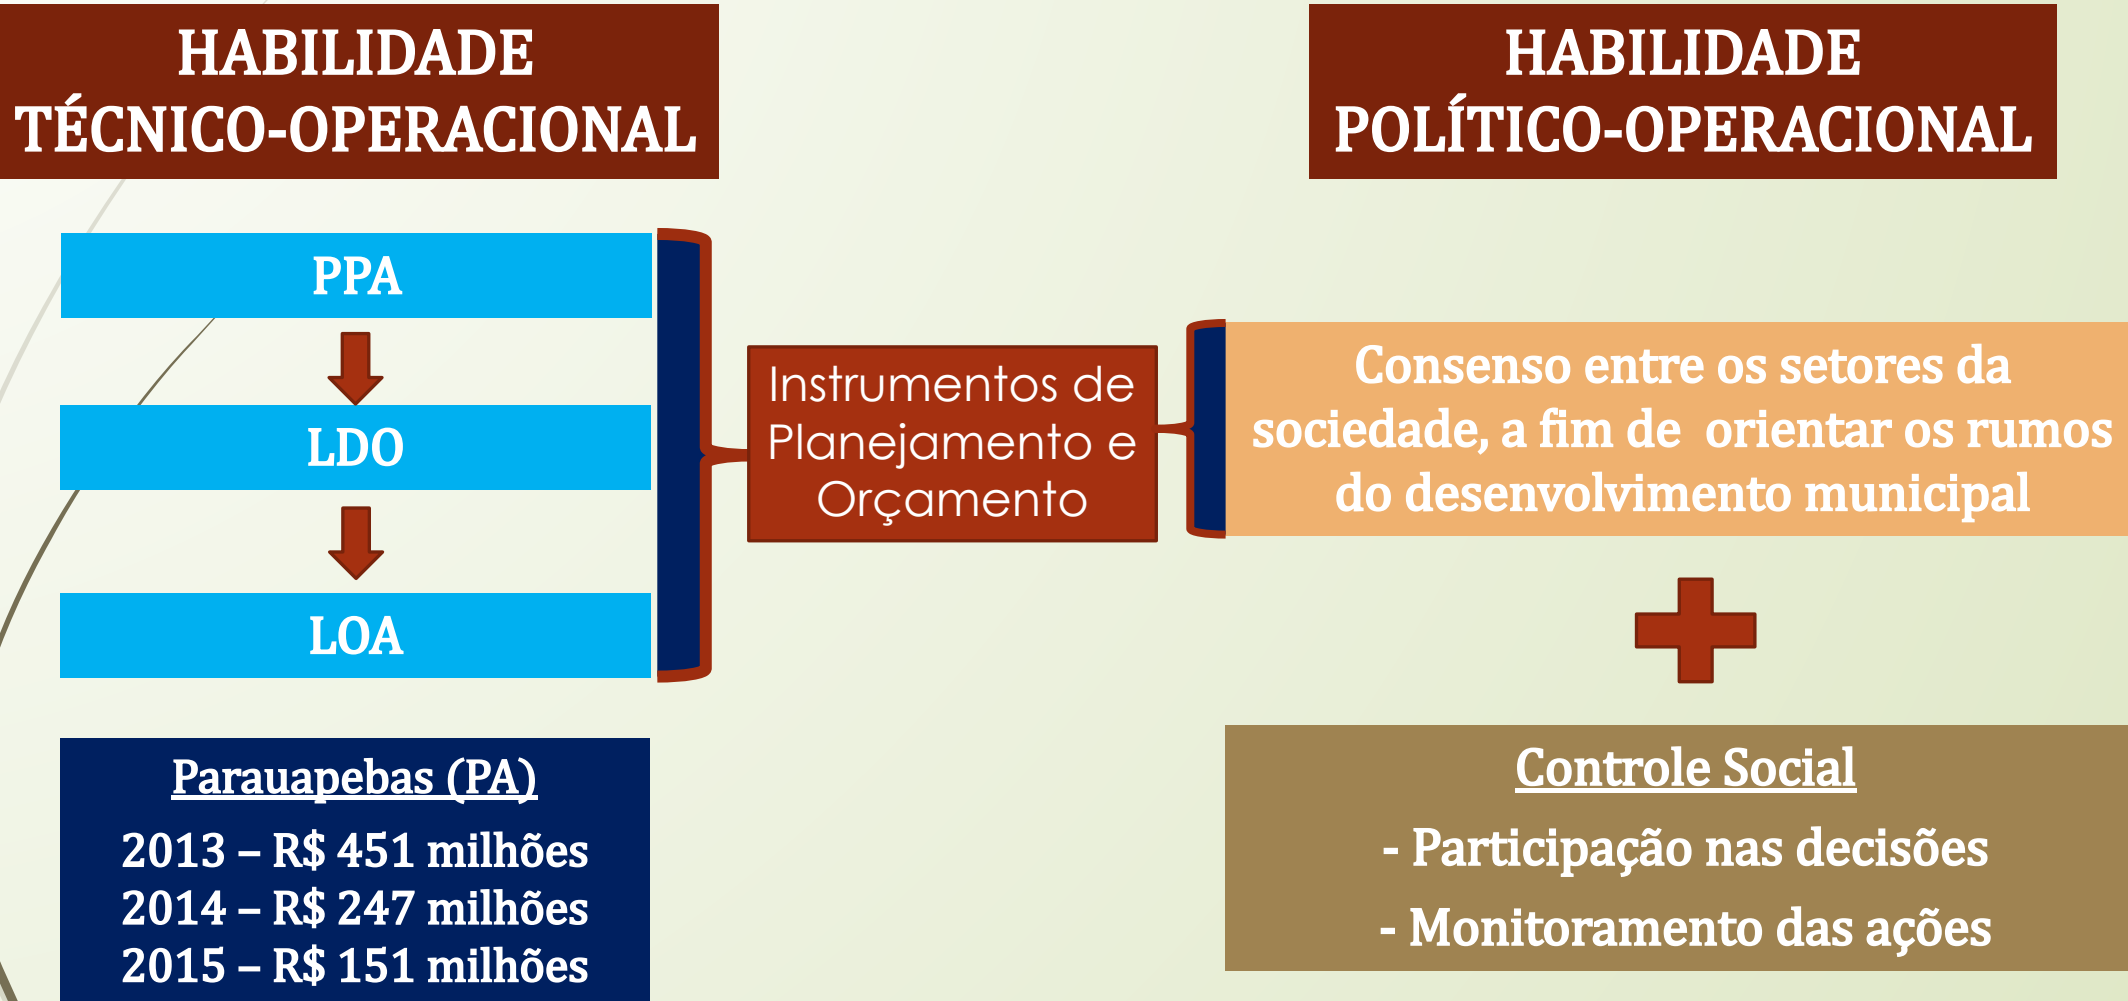 HABILIDADE
TÉCNICO-OPERACIONAL
PPA
LDO
LOA
Parauapebas (PA)
2013 – R$ 451 milhões
2014 – R$ 247 milhões
2015 – R$ 151 milhões
Instrumentos de
Planejamento e
Orçamento
HABILIDADE
POLÍTICO-OPERACIONAL
Consenso entre os setores da
sociedade, a fim de orientar os rumos
do desenvolvimento municipal
Controle Social
- Participação nas decisões
- Monitoramento das ações